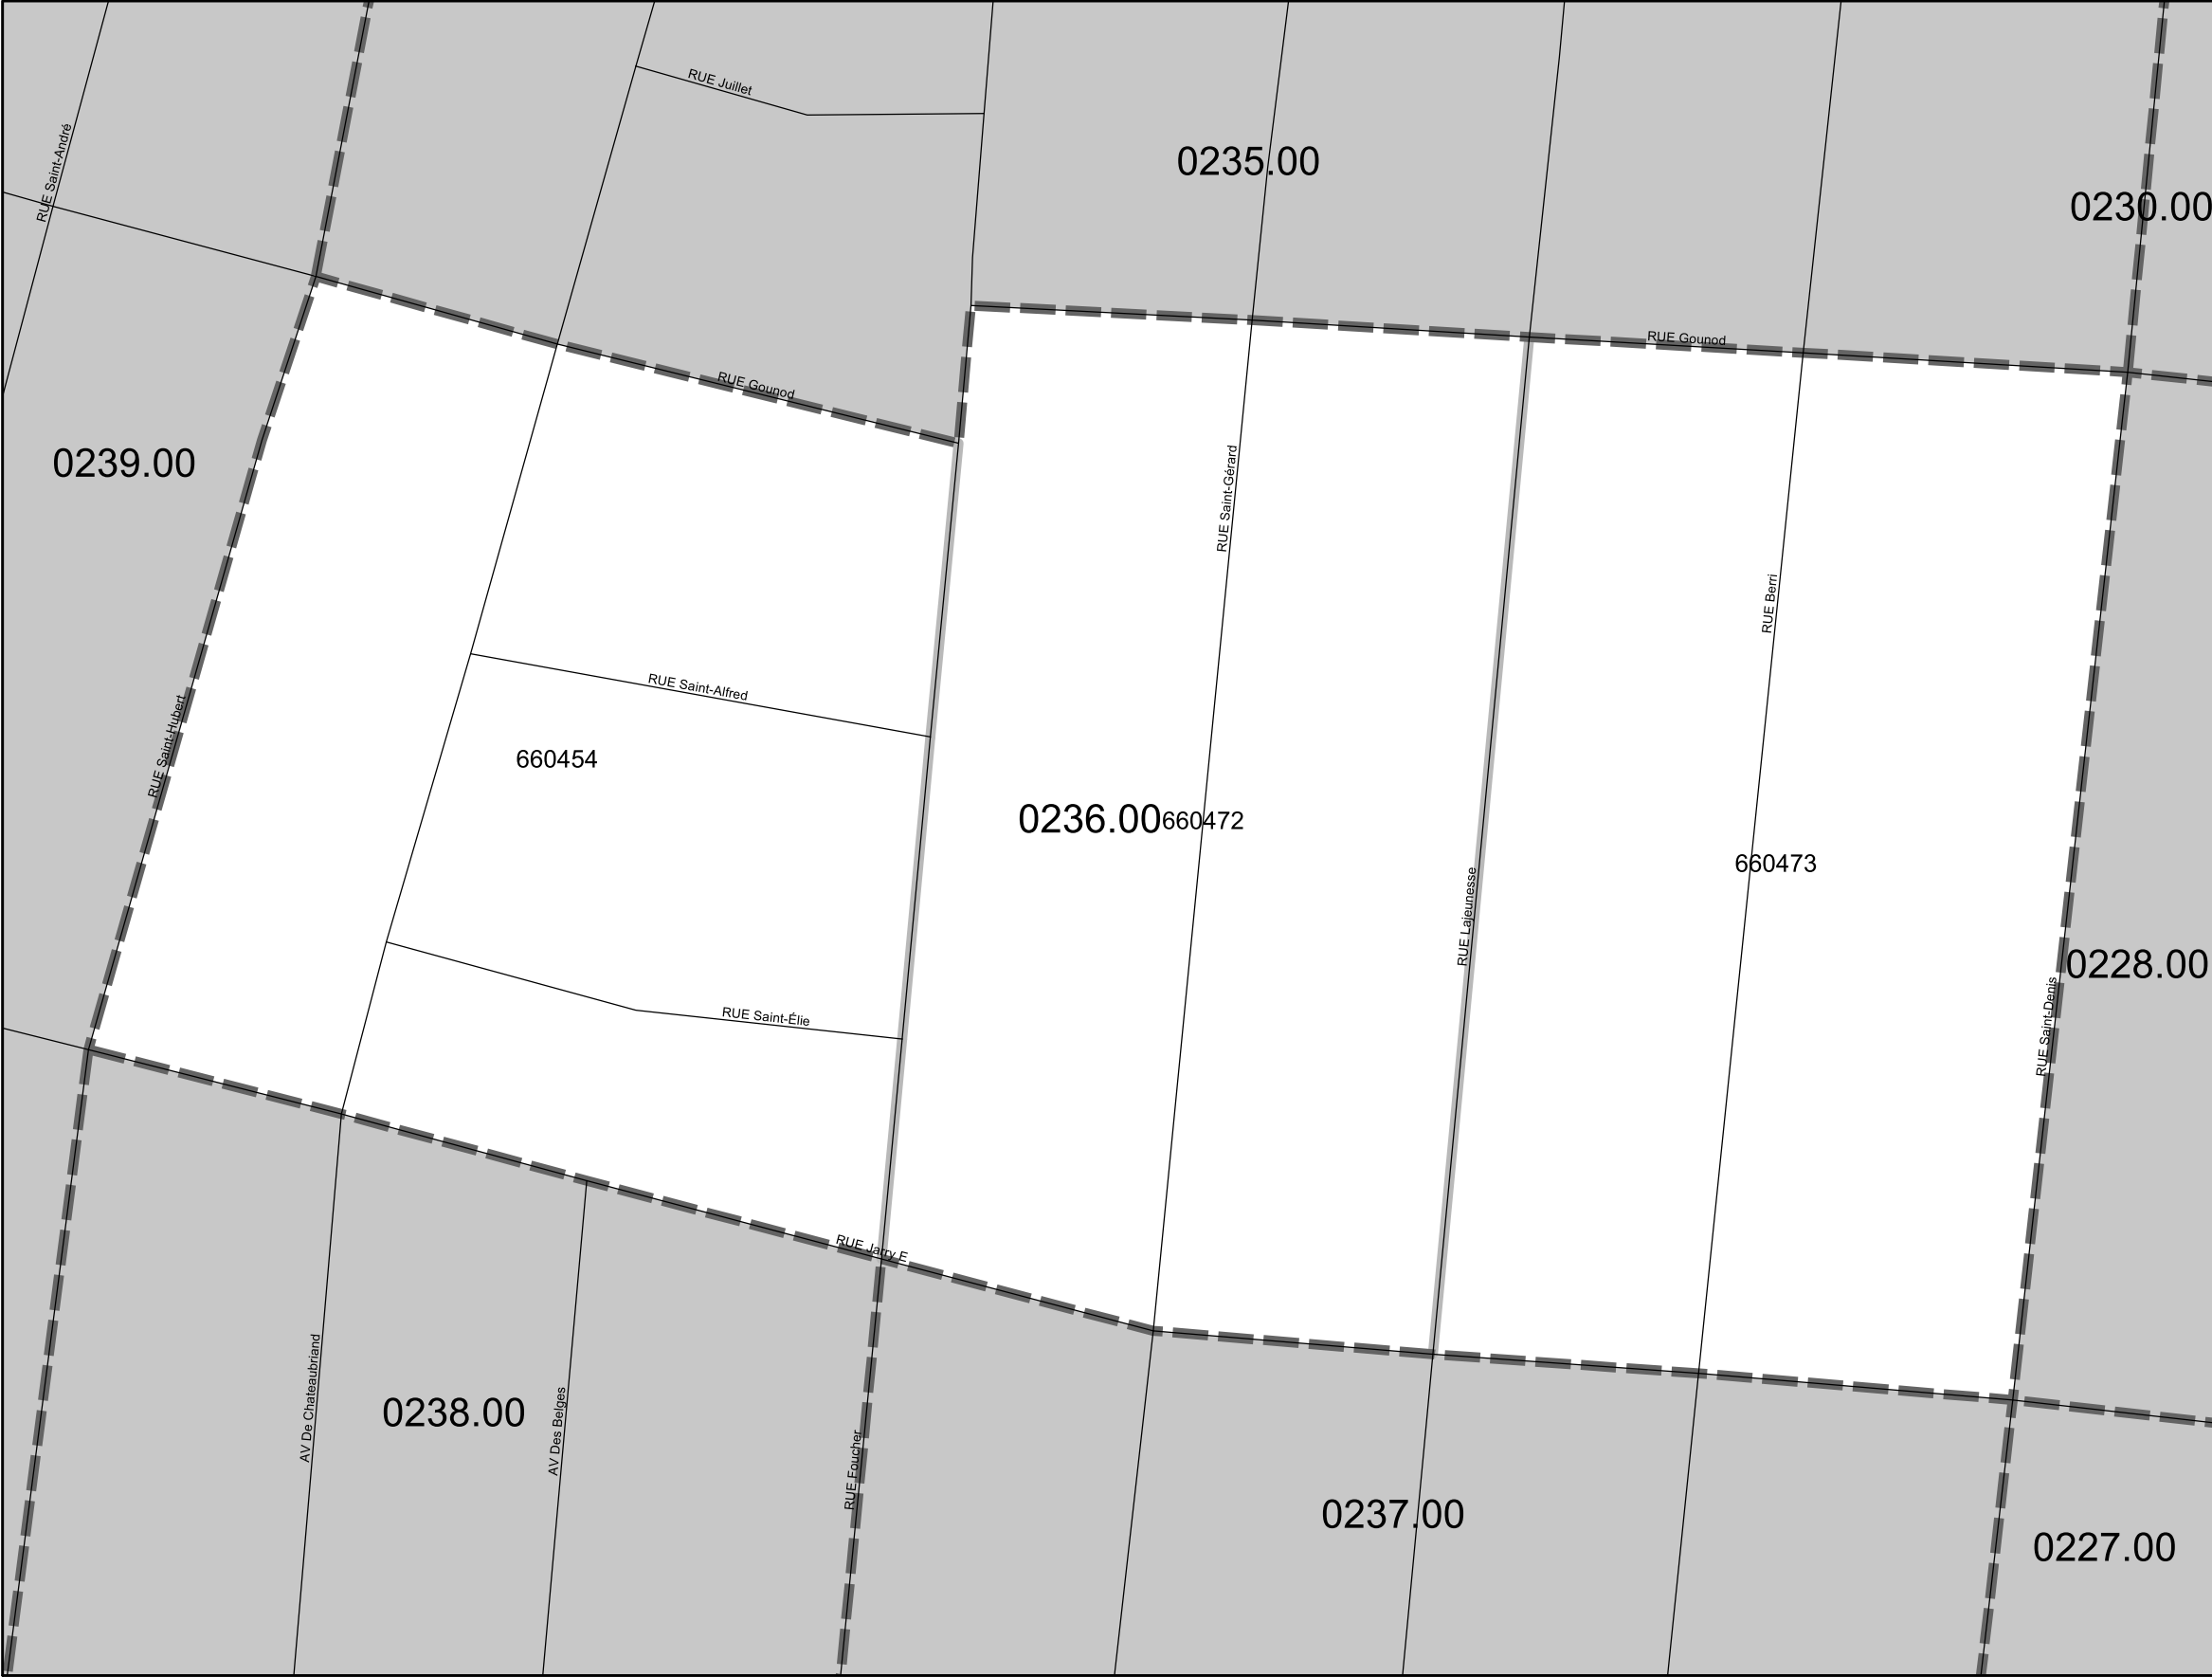 RUE Juillet
RUE Saint-André
0235.00
0230.00
RUE Gounod
RUE Gounod
0239.00
RUE Saint-Gérard
RUE Berri
RUE Saint-Alfred
RUE Saint-Hubert
660454
0236.00
660472
660473
RUE Lajeunesse
0228.00
RUE Saint-Élie
RUE Saint-Denis
RUE Jarry E
AV De Chateaubriand
0238.00
AV Des Belges
RUE Foucher
0237.00
0227.00